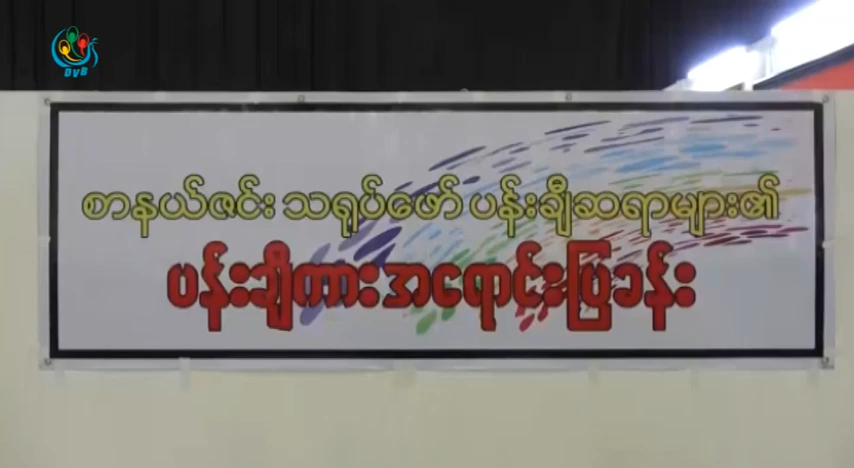 DVB
စာနယ်ဇင်း သရုပ်ဖော် ပန်းချီဆရာများ၏
ပန်းချီကားအရောင်းပြခန်း